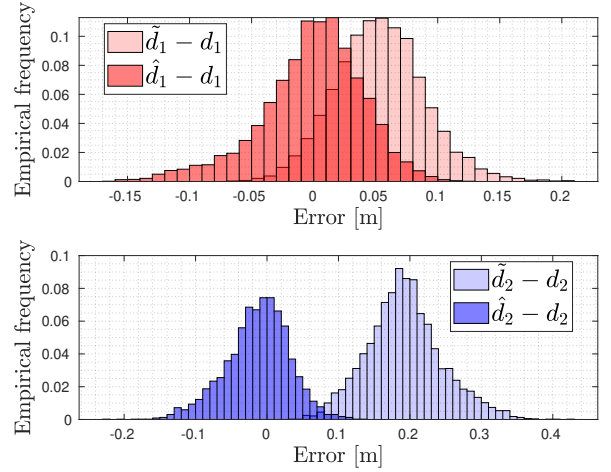 0.1
0.08
0.06
0.04
0.02
0
Empirical frequency
d̃₁ − d₁
d̂₁ − d₁
-0.15 -0.1 -0.05 0 0.05 0.1 0.15 0.2
Error [m]
0.1
0.08
0.06
0.04
0.02
0
Empirical frequency
d̃₂ − d₂
d̂₂ − d₂
-0.2 -0.1 0 0.1 0.2 0.3 0.4
Error [m]